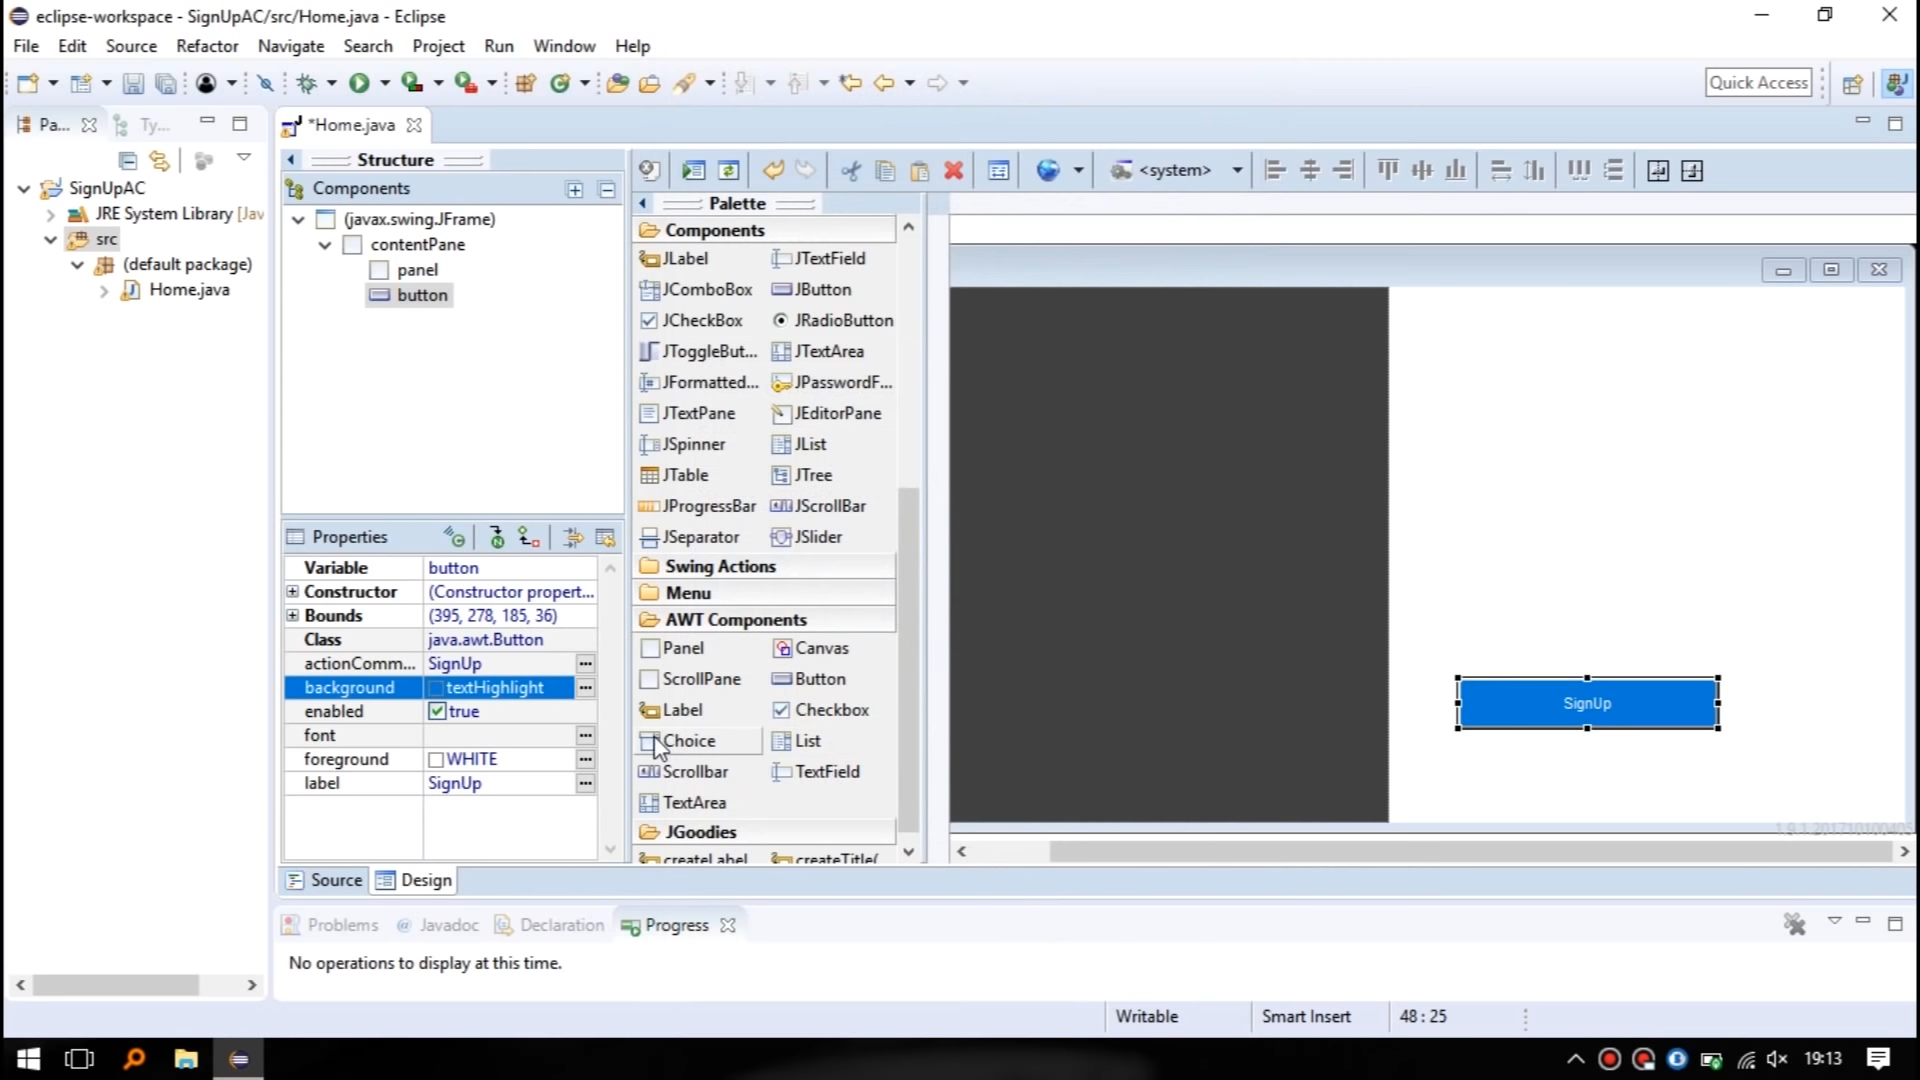 eclipse-workspace - SignUpAC/src/Home.java - Eclipse
File Edit Source Refactor Navigate Search Project Run Window Help
Quick Access
Pa...
Ty...
*Home.java
Structure
Palette
<system>
SignUpAC
JRE System Library [Jav
src
(default package)
Home.java
Components
(javax.swing.JFrame)
contentPane
panel
button
Properties
Variable button
Constructor (Constructor propert...
Bounds (395, 278, 185, 36)
Class java.awt.Button
actionComm... SignUp
background textHighlight
enabled true
font
foreground WHITE
label SignUp
Components
JLabel JTextField
JComboBox JButton
JCheckBox JRadioButton
JToggleBut... JTextArea
JFormatted... JPasswordF...
JTextPane JEditorPane
JSpinner JList
JTable JTree
JProgressBar JScrollBar
JSeparator JSlider
Swing Actions
Menu
AWT Components
Panel Canvas
ScrollPane Button
Label Checkbox
Choice List
Scrollbar TextField
TextArea
JGoodies
createLabel createTitle(
SignUp
1.9.1.201710100405
Source Design
Problems Javadoc Declaration Progress
No operations to display at this time.
Writable Smart Insert 48 : 25
19:13